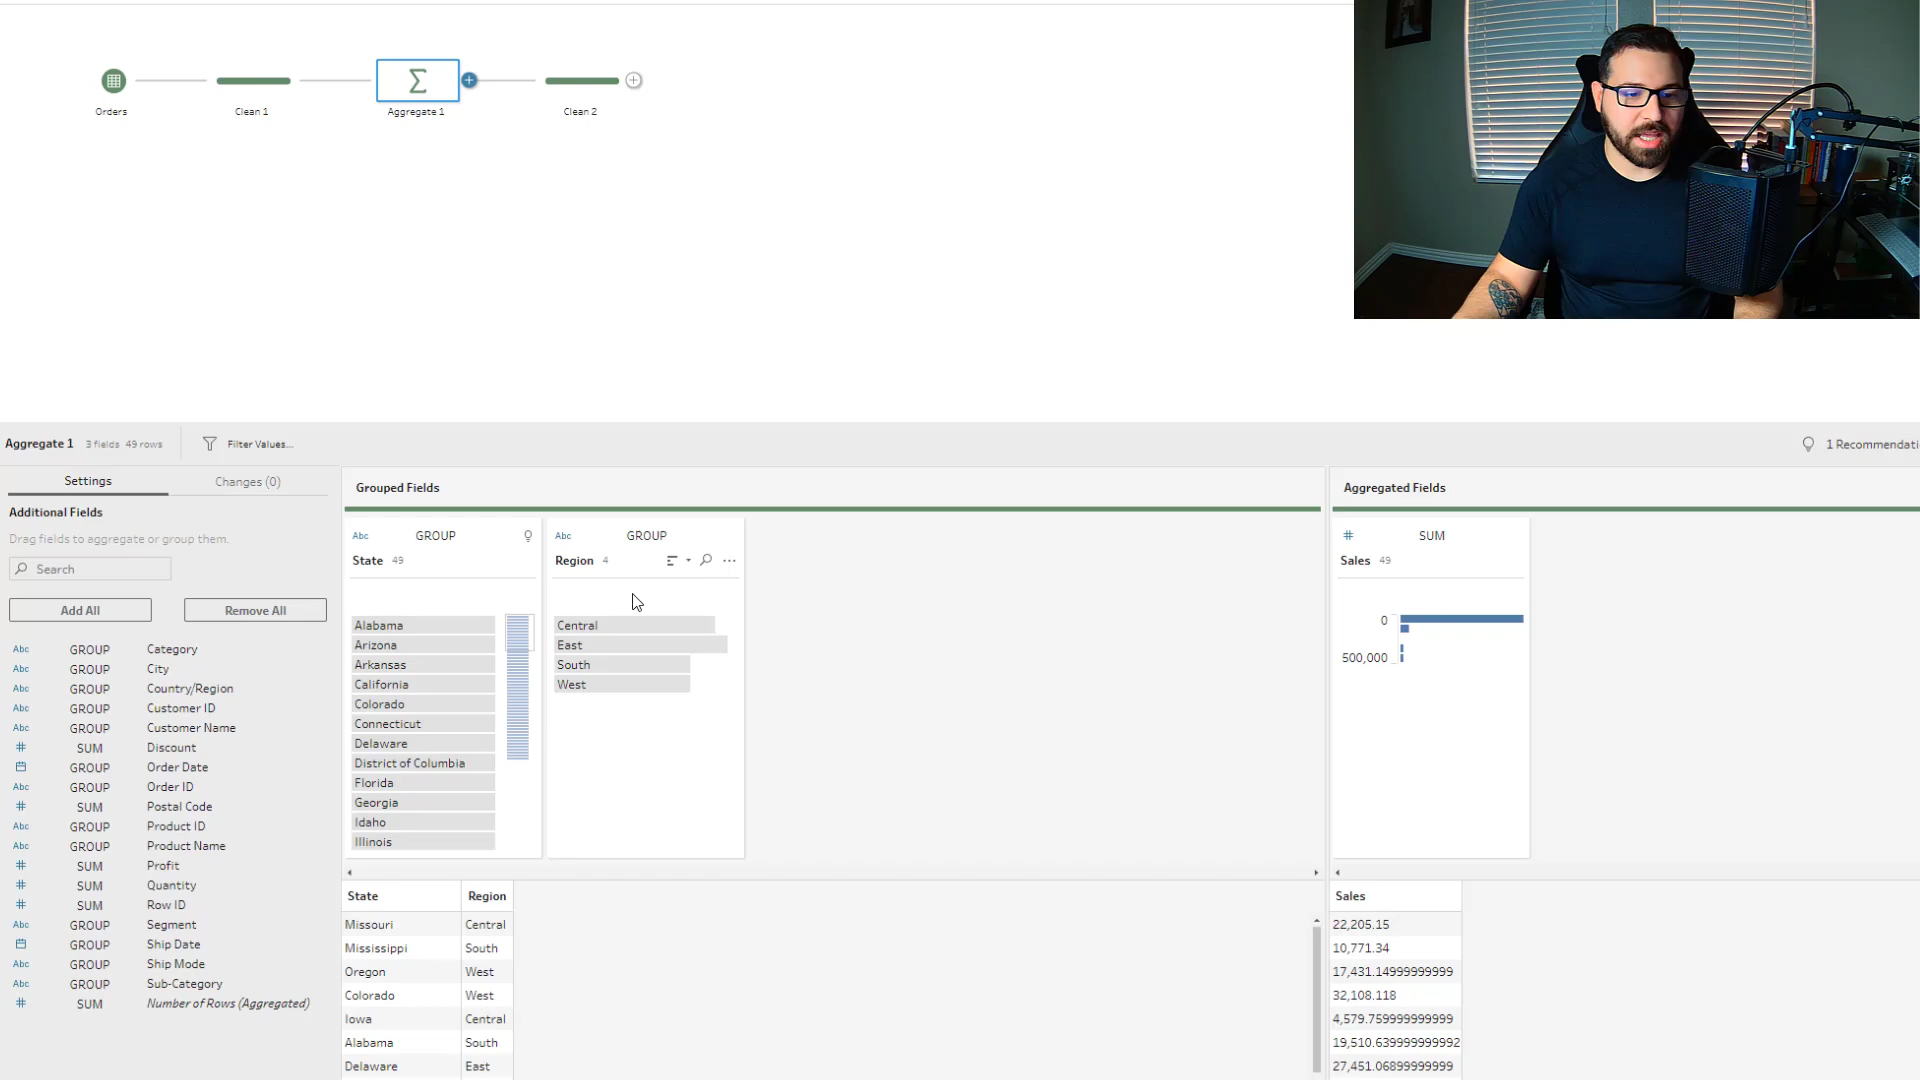 Orders
Clean 1
Aggregate 1
Clean 2
Aggregate 1 3 fields 49 rows
Filter Values...
1 Recommendati
Settings
Changes (0)
Additional Fields
Drag fields to aggregate or group them.
Search
Add All
Remove All
Abc GROUP Category
Abc GROUP City
Abc GROUP Country/Region
Abc GROUP Customer ID
Abc GROUP Customer Name
# SUM Discount
GROUP Order Date
Abc GROUP Order ID
# SUM Postal Code
Abc GROUP Product ID
Abc GROUP Product Name
# SUM Profit
# SUM Quantity
# SUM Row ID
Abc GROUP Segment
GROUP Ship Date
Abc GROUP Ship Mode
Abc GROUP Sub-Category
# SUM Number of Rows (Aggregated)
Grouped Fields
Abc GROUP
State 49
Alabama
Arizona
Arkansas
California
Colorado
Connecticut
Delaware
District of Columbia
Florida
Georgia
Idaho
Illinois
Abc GROUP
Region 4
Central
East
South
West
State Region
Missouri Central
Mississippi South
Oregon West
Colorado West
Iowa Central
Alabama South
Delaware East
Aggregated Fields
# SUM
Sales 49
0
500,000
Sales
22,205.15
10,771.34
17,431.14999999999
32,108.118
4,579.759999999999
19,510.639999999992
27,451.06899999999